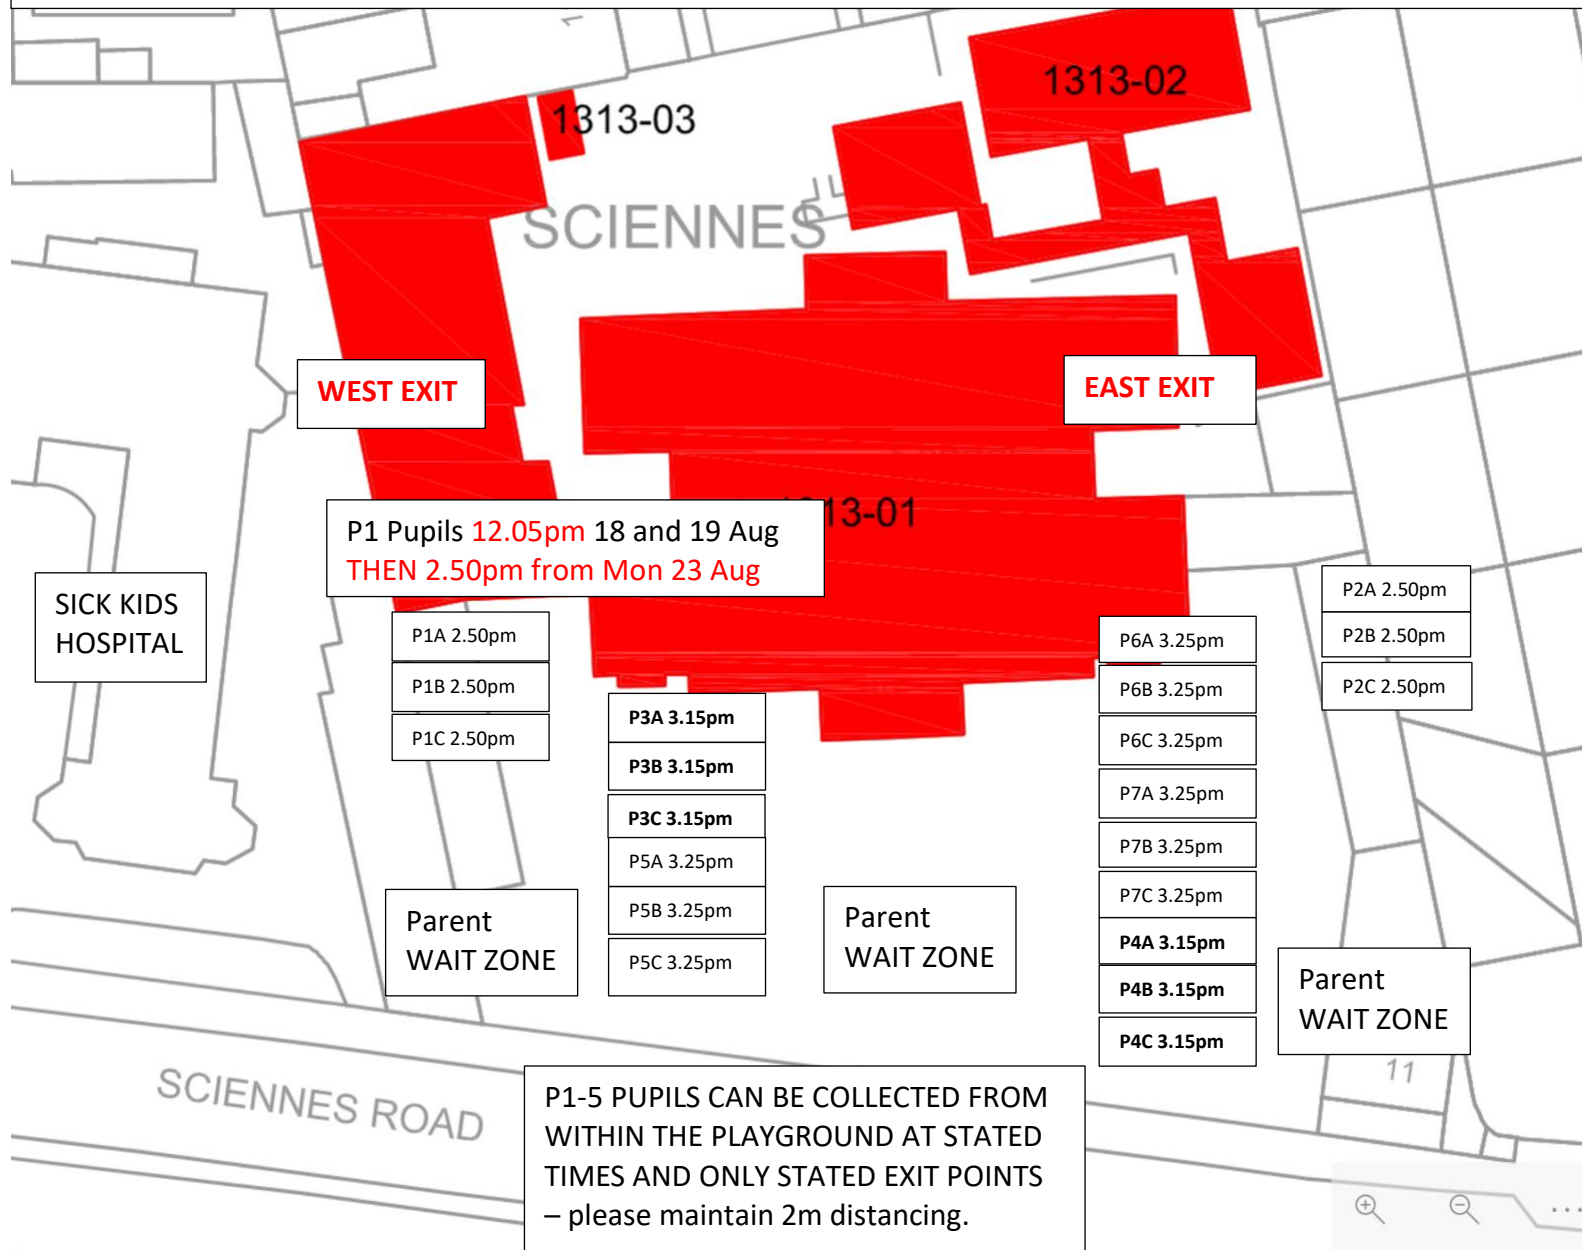 1313-02
1313-03
SCIENNES
WEST EXIT
EAST EXIT
13-01
P1 Pupils 12.05pm 18 and 19 Aug
THEN 2.50pm from Mon 23 Aug
SICK KIDS
HOSPITAL
P1A 2.50pm
P1B 2.50pm
P1C 2.50pm
P3A 3.15pm
P3B 3.15pm
P3C 3.15pm
P5A 3.25pm
P5B 3.25pm
P5C 3.25pm
P6A 3.25pm
P6B 3.25pm
P6C 3.25pm
P7A 3.25pm
P7B 3.25pm
P7C 3.25pm
P4A 3.15pm
P4B 3.15pm
P4C 3.15pm
P2A 2.50pm
P2B 2.50pm
P2C 2.50pm
Parent
WAIT ZONE
Parent
WAIT ZONE
Parent
WAIT ZONE
11
SCIENNES ROAD
P1-5 PUPILS CAN BE COLLECTED FROM
WITHIN THE PLAYGROUND AT STATED
TIMES AND ONLY STATED EXIT POINTS
– please maintain 2m distancing.